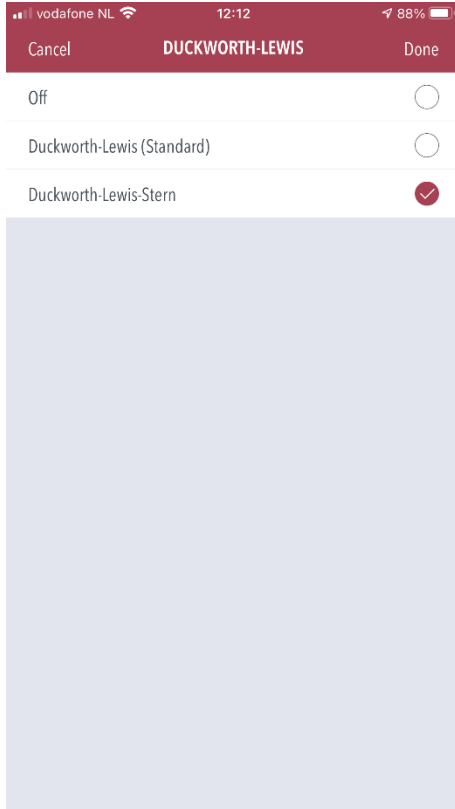 vodafone NL 12:12 88%
Cancel DUCKWORTH-LEWIS Done
Off
Duckworth-Lewis (Standard)
Duckworth-Lewis-Stern